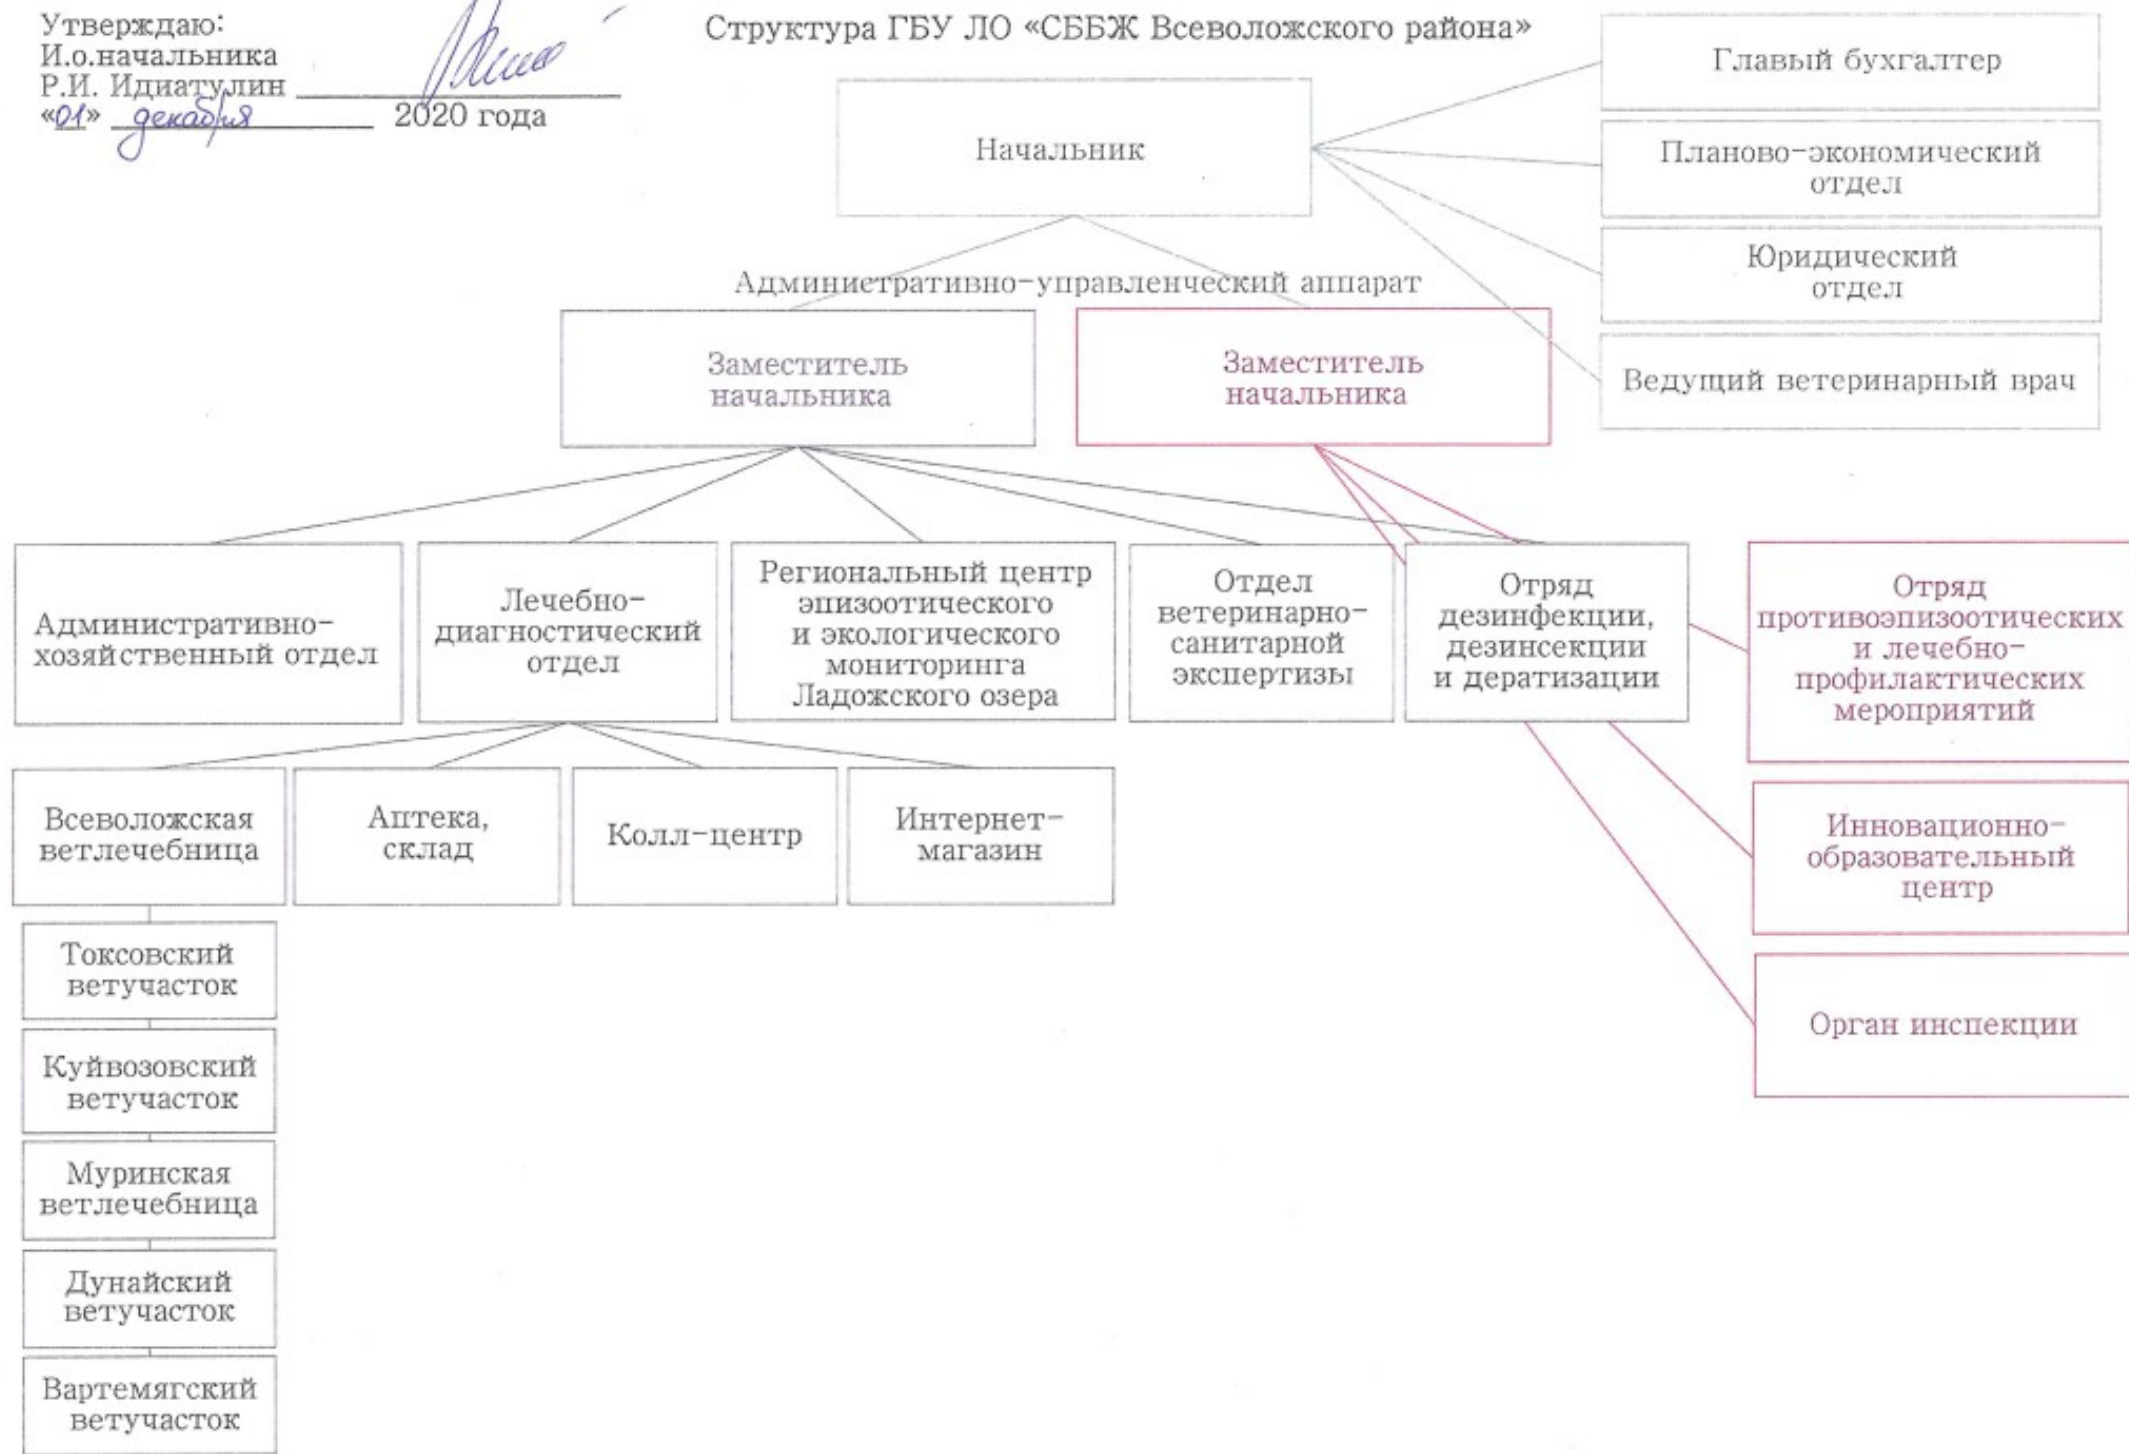 Утверждаю:
И.о.начальника
Р.И. Идиатулин
«01» декабря 2020 года
Структура ГБУ ЛО «СББЖ Всеволожского района»
Начальник
Главый бухгалтер
Планово-экономический
отдел
Юридический
отдел
Ведущий ветеринарный врач
Административно-управленческий аппарат
Заместитель
начальника
Заместитель
начальника
Административно-
хозяйственный отдел
Лечебно-
диагностический
отдел
Региональный центр
эпизоотического
и экологического
мониторинга
Ладожского озера
Отдел
ветеринарно-
санитарной
экспертизы
Отряд
дезинфекции,
дезинсекции
и дератизации
Отряд
противоэпизоотических
и лечебно-
профилактических
мероприятий
Инновационно-
образовательный
центр
Орган инспекции
Всеволожская
ветлечебница
Аптека,
склад
Колл-центр
Интернет-
магазин
Токсовский
ветучасток
Куйвозовский
ветучасток
Муринская
ветлечебница
Дунайский
ветучасток
Вартемягский
ветучасток